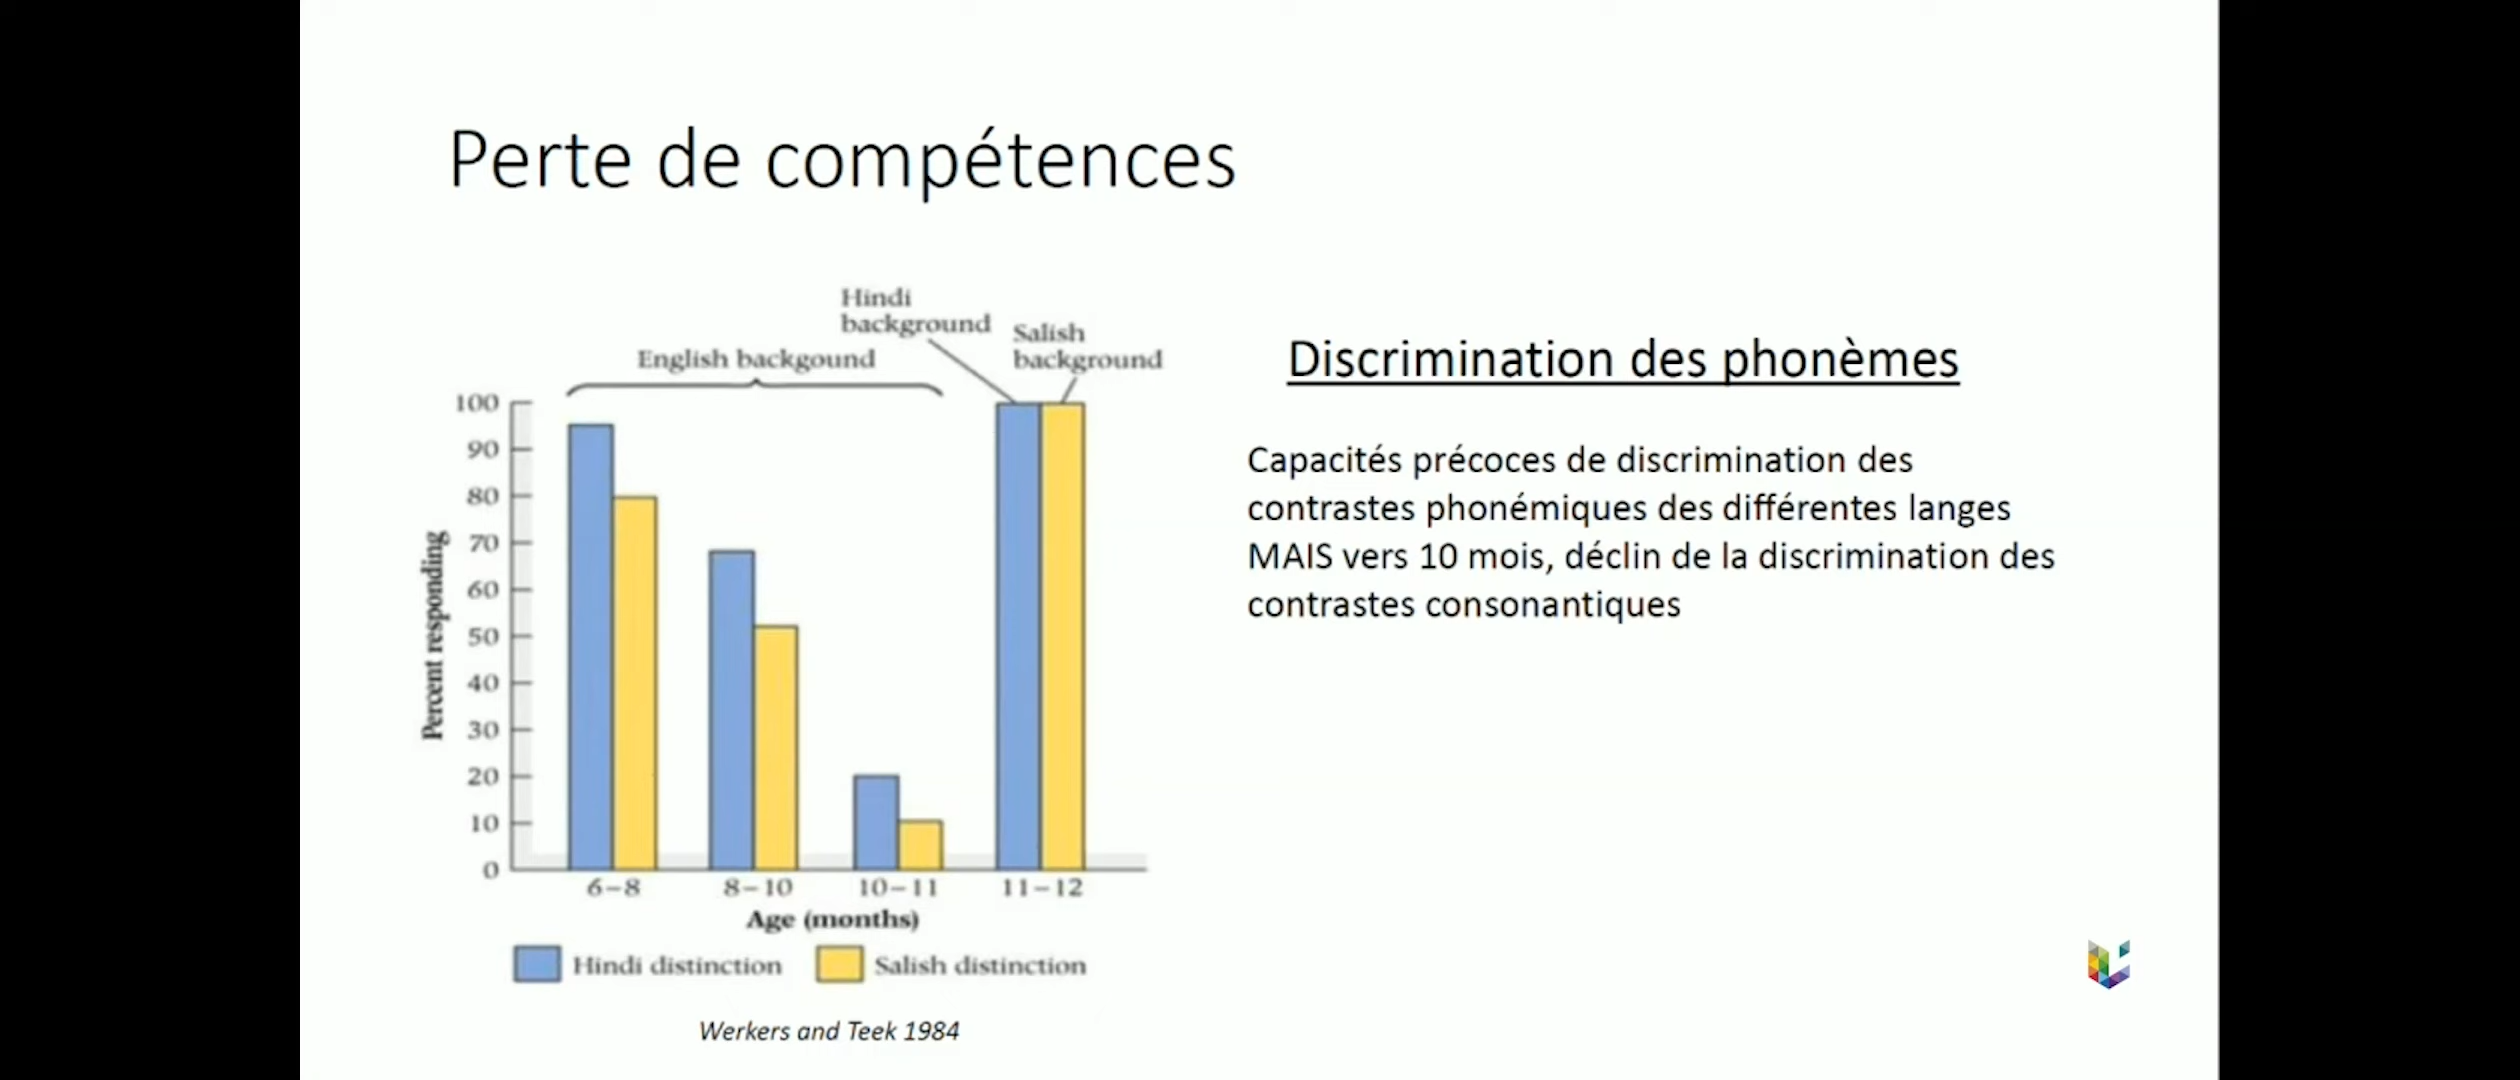 Perte de compétences
Hindi
background
Salish
background
English backgound
100
90
80
70
60
50
40
30
20
10
0
Percent responding
6–8
8–10
10–11
11–12
Age (months)
Hindi distinction
Salish distinction
Werkers and Teek 1984
Discrimination des phonèmes
Capacités précoces de discrimination des
contrastes phonémiques des différentes langes
MAIS vers 10 mois, déclin de la discrimination des
contrastes consonantiques